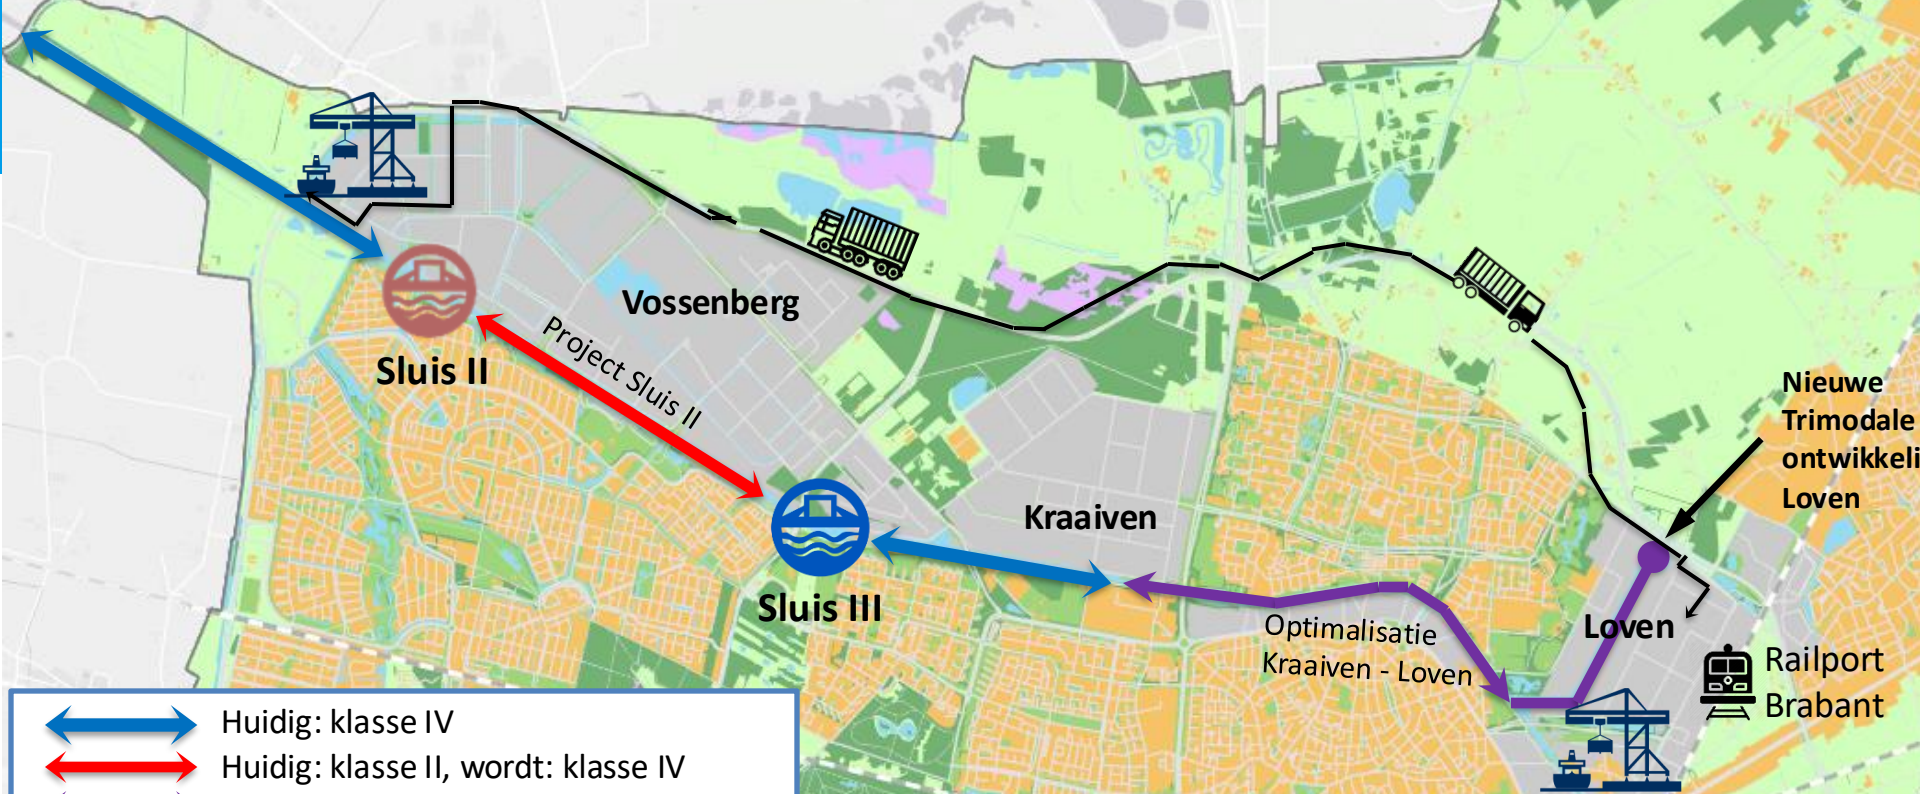 Vossenberg
Project Sluis II
Sluis II
Nieuwe
Trimodale
ontwikkeli
Loven
Kraaiven
Sluis III
Optimalisatie
Kraaiven - Loven
Loven
Railport
Brabant
Huidig: klasse IV
Huidig: klasse II, wordt: klasse IV